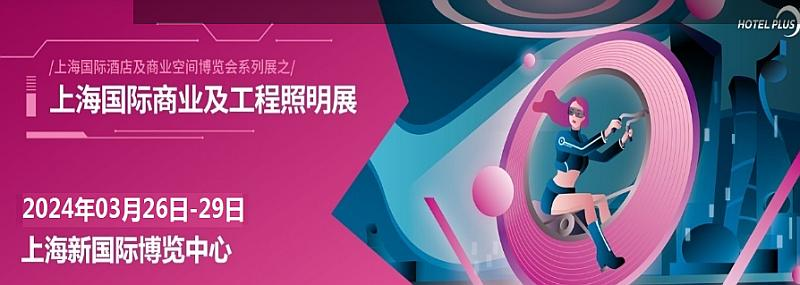 HOTEL PLUS
/上海国际酒店及商业空间博览会系列展之/
上海国际商业及工程照明展
2024年03月26日-29日
上海新国际博览中心